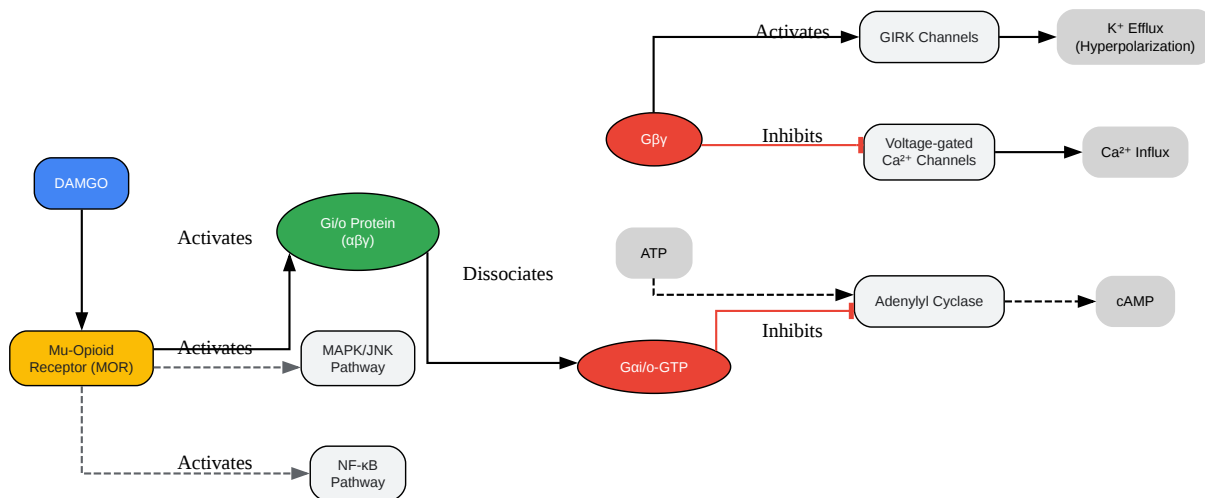 Activates
GIRK Channels
K⁺ Efflux
(Hyperpolarization)
Gβγ
Inhibits
Voltage-gated
Ca²⁺ Channels
Ca²⁺ Influx
DAMGO
Gi/o Protein
(αβγ)
Activates
Dissociates
ATP
Adenylyl Cyclase
cAMP
Inhibits
Mu-Opioid
Receptor (MOR)
Activates
MAPK/JNK
Pathway
Gαi/o-GTP
Activates
NF-κB
Pathway